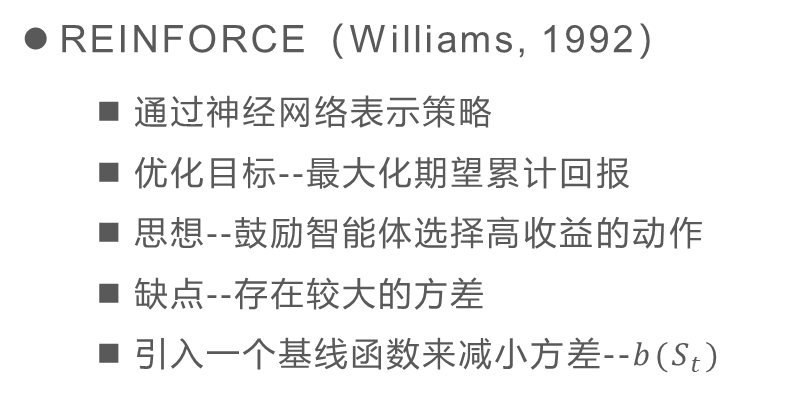 ● REINFORCE（Williams, 1992）
■ 通过神经网络表示策略
■ 优化目标--最大化期望累计回报
■ 思想--鼓励智能体选择高收益的动作
■ 缺点--存在较大的方差
■ 引入一个基线函数来减小方差--b(Sₜ)